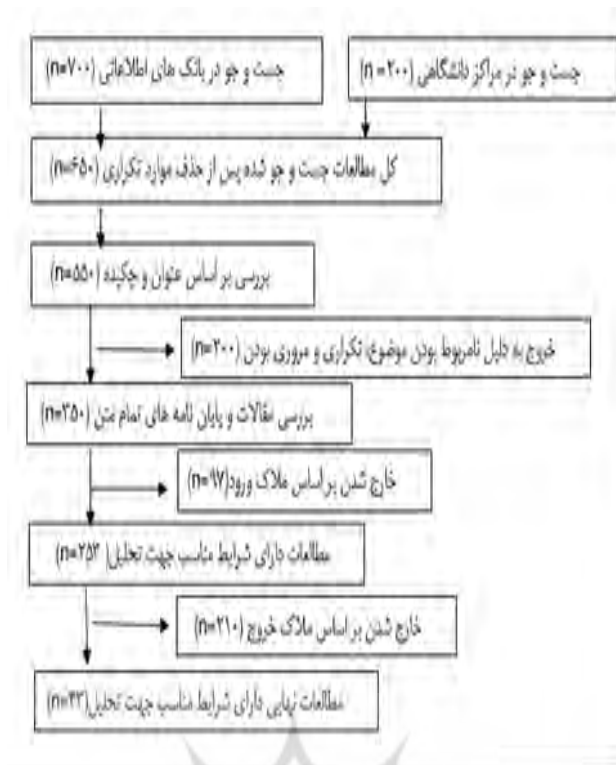 جست و جو در مراکز دانشگاهی (n =۲۰۰)
جست و جو در بانک های اطلاعاتی (n=۷۰۰)
کل مطالعات جست و جو شده پس از حذف موارد تکراری (n=۶۵۰)
بررسی بر اساس عنوان و چکیده (n=۵۵۰)
خروج به دلیل نامربوط بودن موضوع، تکراری و مروری بودن (n=۲۰۰)
بررسی مقالات و پایان نامه های تمام متن (n=۳۵۰)
خارج شدن بر اساس ملاک ورود(n=۹۷)
مطالعات دارای شرایط مناسب جهت تحلیل( n=۲۵۳)
خارج شدن بر اساس ملاک خروج (n=۲۱۰)
مطالعات نهایی دارای شرایط مناسب جهت تحلیل(n=۴۳)